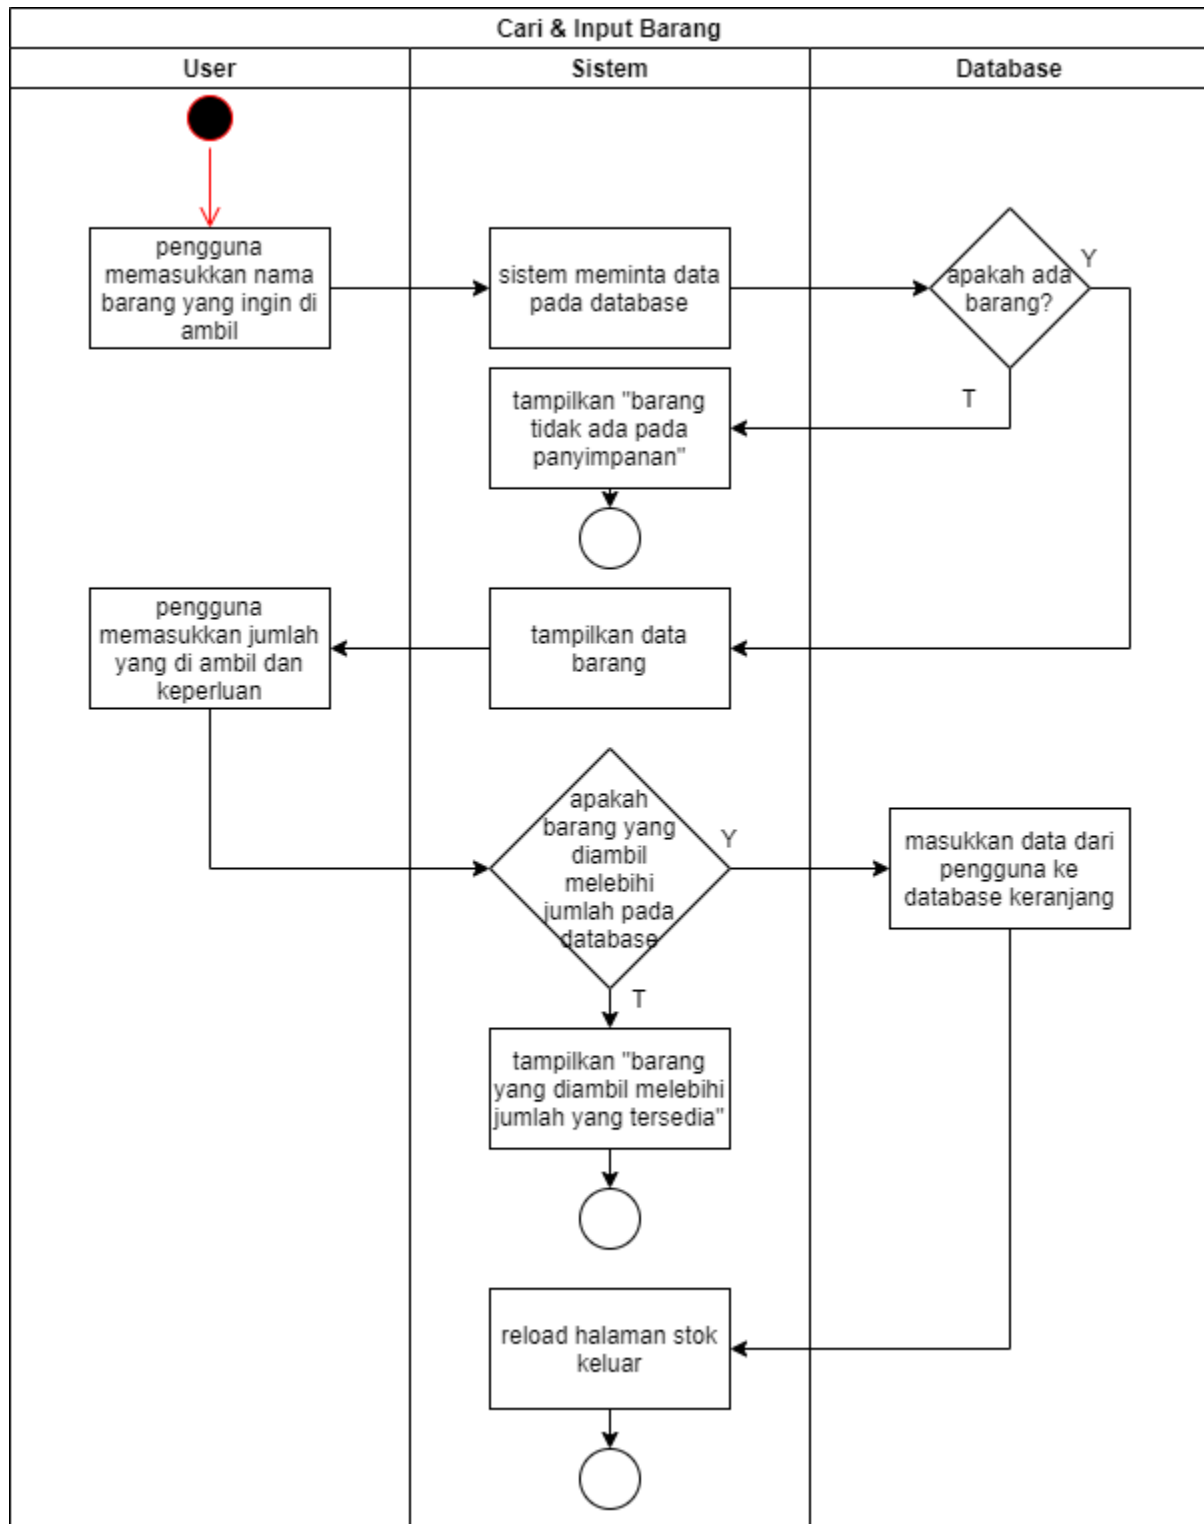 Cari & Input Barang
User
Sistem
Database
pengguna
memasukkan nama
barang yang ingin di
ambil
sistem meminta data
pada database
apakah ada
barang?
Y
T
tampilkan "barang
tidak ada pada
panyimpanan"
pengguna
memasukkan jumlah
yang di ambil dan
keperluan
tampilkan data
barang
apakah
barang yang
diambil
melebihi
jumlah pada
database
Y
masukkan data dari
pengguna ke
database keranjang
T
tampilkan "barang
yang diambil melebihi
jumlah yang tersedia"
reload halaman stok
keluar